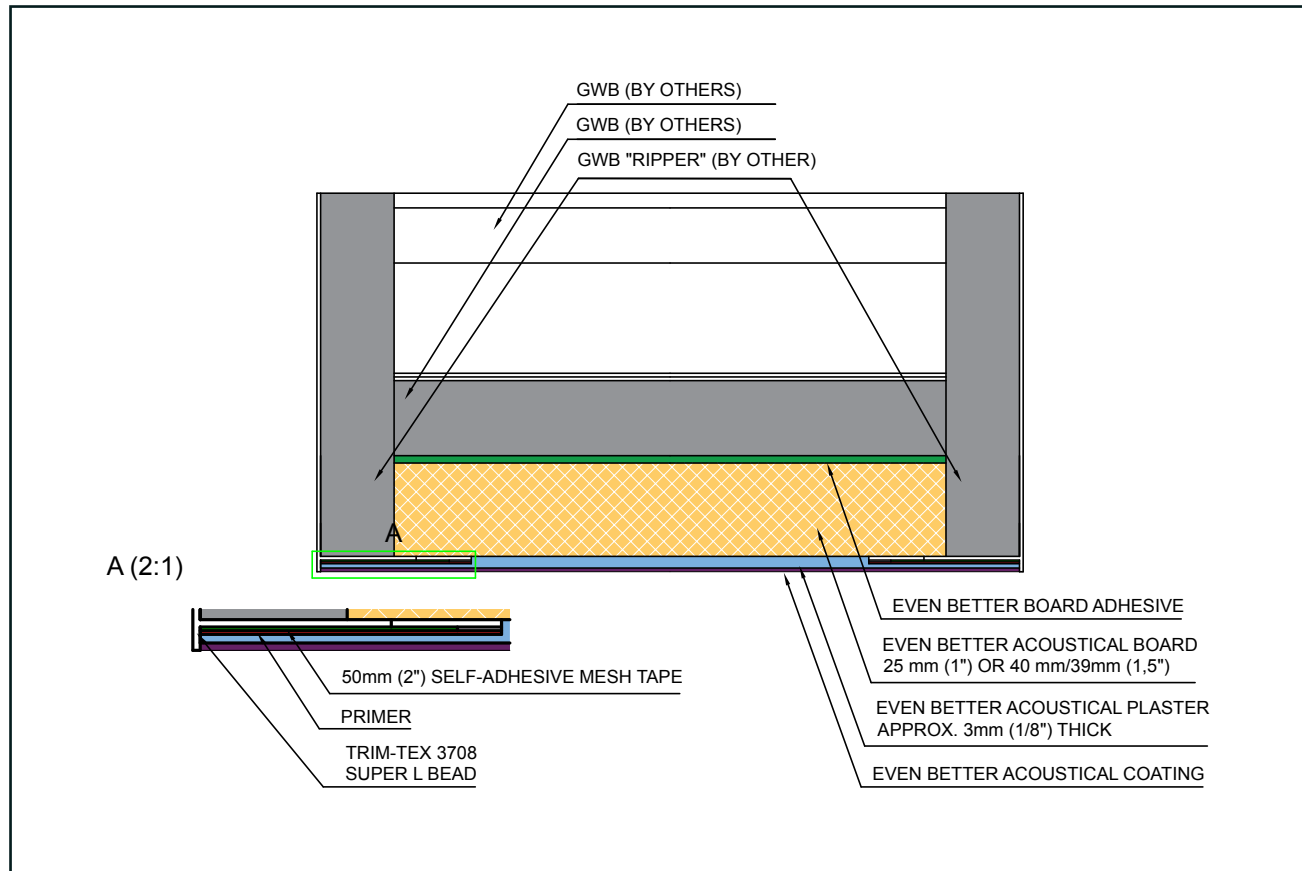 GWB (BY OTHERS)
GWB (BY OTHERS)
GWB "RIPPER" (BY OTHER)
A
A (2:1)
EVEN BETTER BOARD ADHESIVE
EVEN BETTER ACOUSTICAL BOARD
25 mm (1") OR 40 mm/39mm (1,5")
50mm (2") SELF-ADHESIVE MESH TAPE
EVEN BETTER ACOUSTICAL PLASTER
APPROX. 3mm (1/8") THICK
PRIMER
TRIM-TEX 3708
SUPER L BEAD
EVEN BETTER ACOUSTICAL COATING